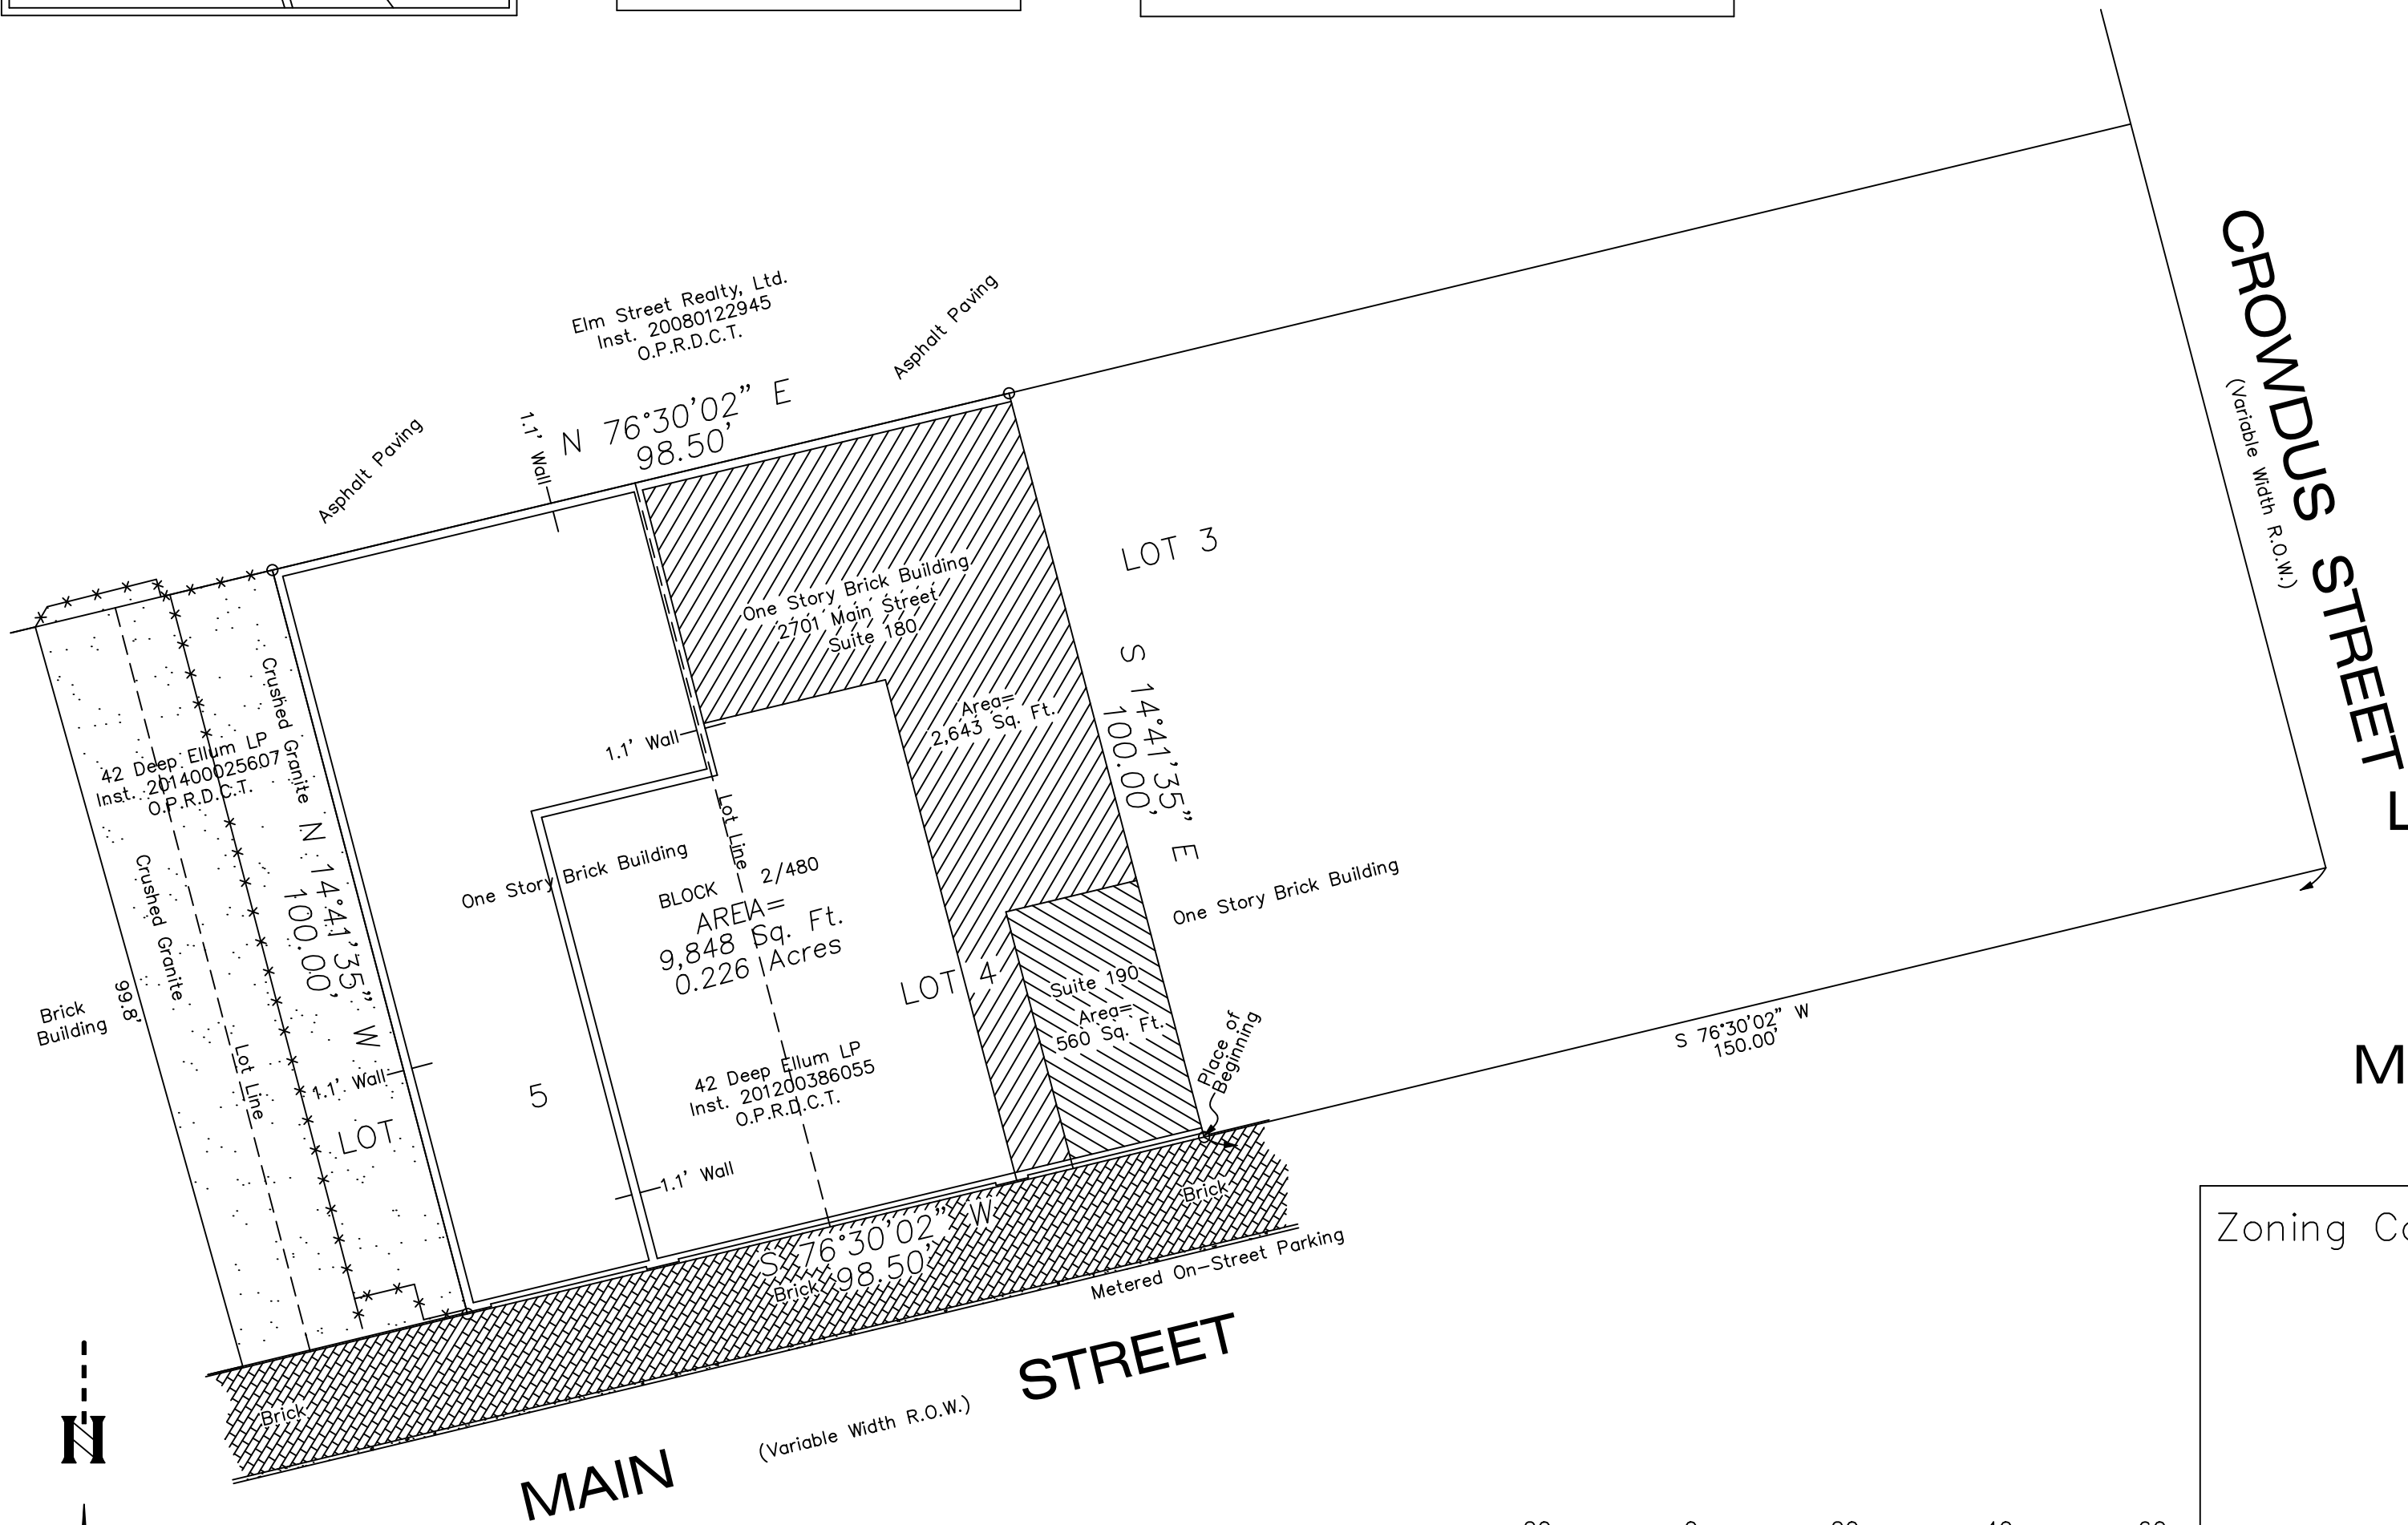 Elm Street Realty, Ltd.
Inst. 20080122945
O.P.R.D.C.T.
Asphalt Paving
Asphalt Paving
1.1' Wall
N 76°30'02" E
98.50'
CROWDUS STREET
(Variable Width R.O.W.)
LOT 3
One Story Brick Building
2701 Main Street
Suite 180
Area=
2,643 Sq. Ft.
S 14°41'35" E
100.00'
Crushed Granite
42 Deep Ellum LP
Inst. 201400025607
O.P.R.D.C.T.
1.1' Wall
Lot Line
N 14°41'35" W
100.00'
Crushed Granite
One Story Brick Building
BLOCK 2/480
AREA=
9,848 Sq. Ft.
0.226 Acres
LOT 4
One Story Brick Building
Suite 190
Area=
560 Sq. Ft.
Brick
Building
99.8'
Lot Line
1.1' Wall
LOT
5
42 Deep Ellum LP
Inst. 201200386055
O.P.R.D.C.T.
Place of
Beginning
S 76°30'02" W
150.00'
M
1.1' Wall
Brick
S 76°30'02" W
98.50'
Brick
Metered On-Street Parking
Zoning
Brick
MAIN
(Variable Width R.O.W.)
STREET
N